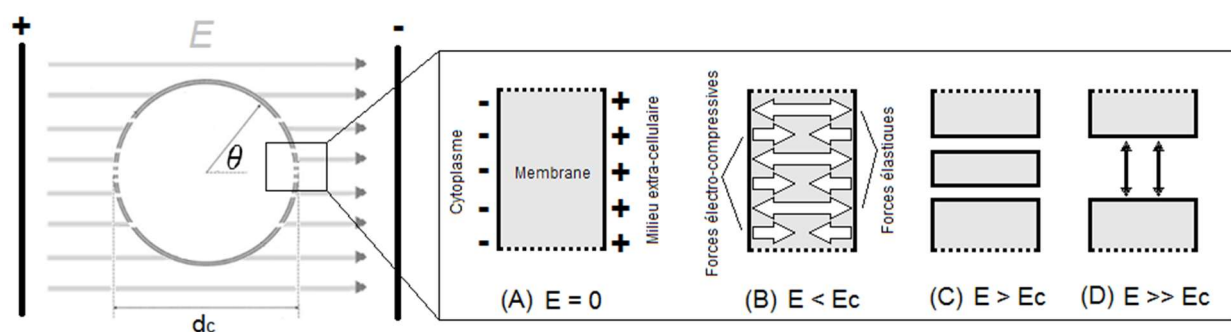 +
E
-
θ
dc
Cytoplasme
- + 
- +
- Membrane +
- +
- +
Milieu extra-cellulaire
Forces électro-compressives
Forces élastiques
(A) E = 0
(B) E < Ec
(C) E > Ec
(D) E >> Ec